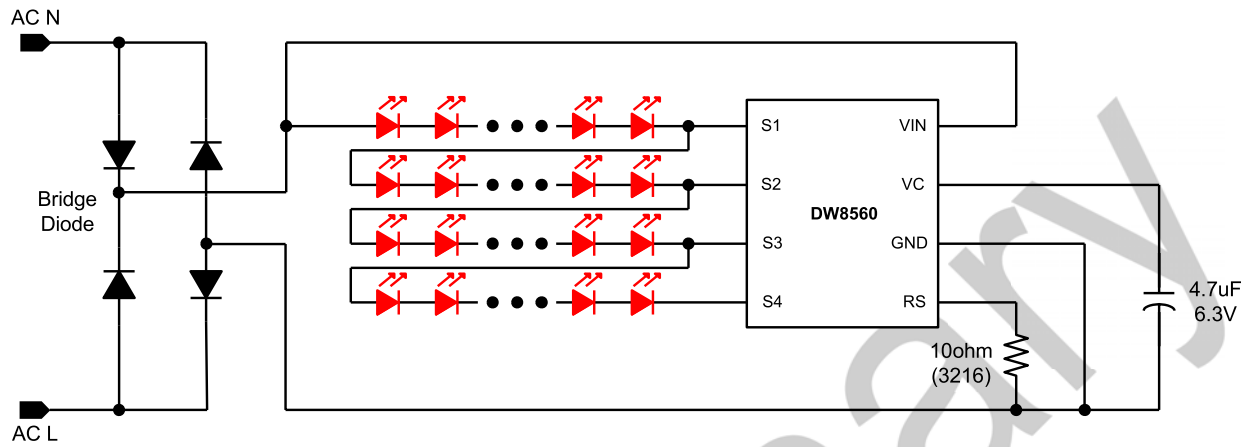 AC N
Bridge
Diode
AC L
S1
S2
S3
S4
DW8560
VIN
VC
GND
RS
10ohm
(3216)
4.7uF
6.3V
ary